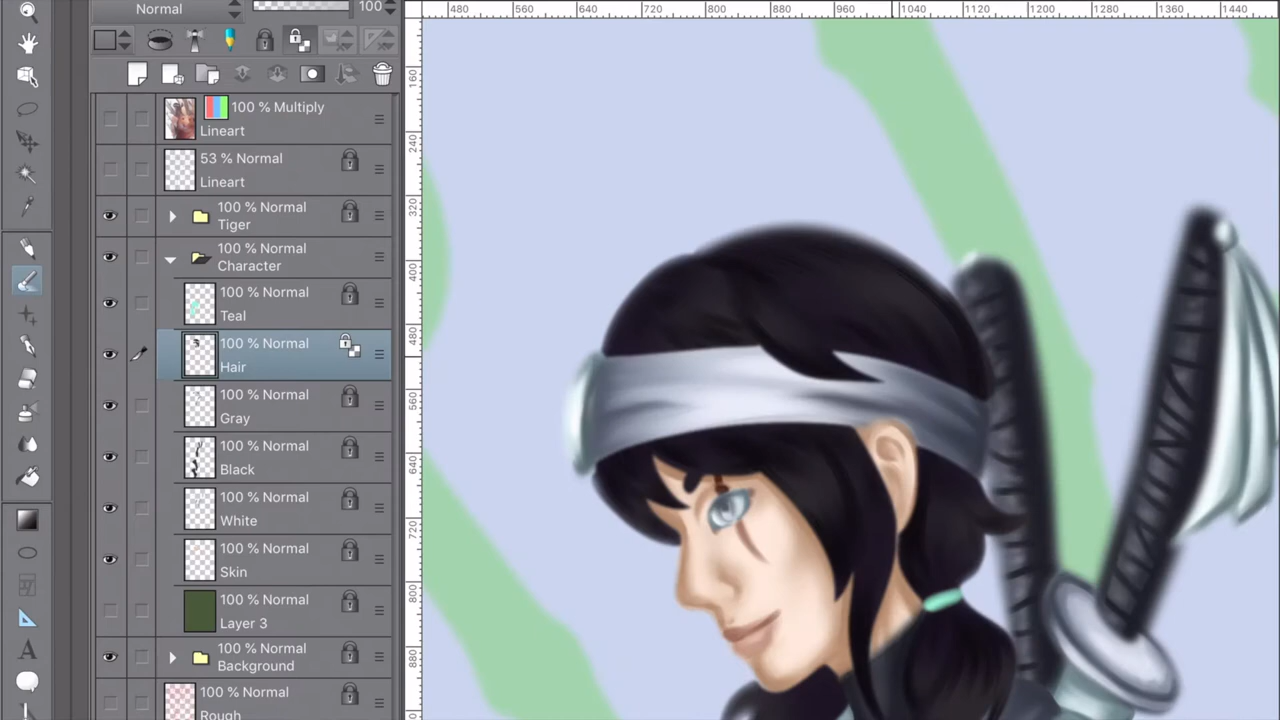 Normal
100
480 560 640 720 800 880 960 1040 1120 1200 1280 1360 1440
100 % Multiply
Lineart
53 % Normal
Lineart
100 % Normal
Tiger
100 % Normal
Character
100 % Normal
Teal
100 % Normal
Hair
100 % Normal
Gray
100 % Normal
Black
100 % Normal
White
100 % Normal
Skin
100 % Normal
Layer 3
100 % Normal
Background
100 % Normal
Rough
160
240
320
400
480
560
640
720
800
880